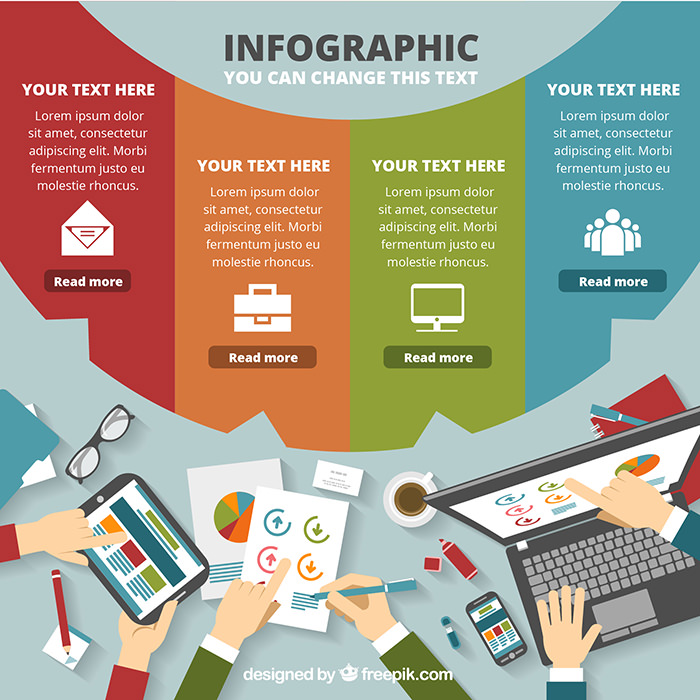 INFOGRAPHIC
YOU CAN CHANGE THIS TEXT
YOUR TEXT HERE
Lorem ipsum dolor
sit amet, consectetur
adipiscing elit. Morbi
fermentum justo eu
molestie rhoncus.
Read more
YOUR TEXT HERE
Lorem ipsum dolor
sit amet, consectetur
adipiscing elit. Morbi
fermentum justo eu
molestie rhoncus.
Read more
YOUR TEXT HERE
Lorem ipsum dolor
sit amet, consectetur
adipiscing elit. Morbi
fermentum justo eu
molestie rhoncus.
Read more
YOUR TEXT HERE
Lorem ipsum dolor
sit amet, consectetur
adipiscing elit. Morbi
fermentum justo eu
molestie rhoncus.
Read more
designed by freepik.com